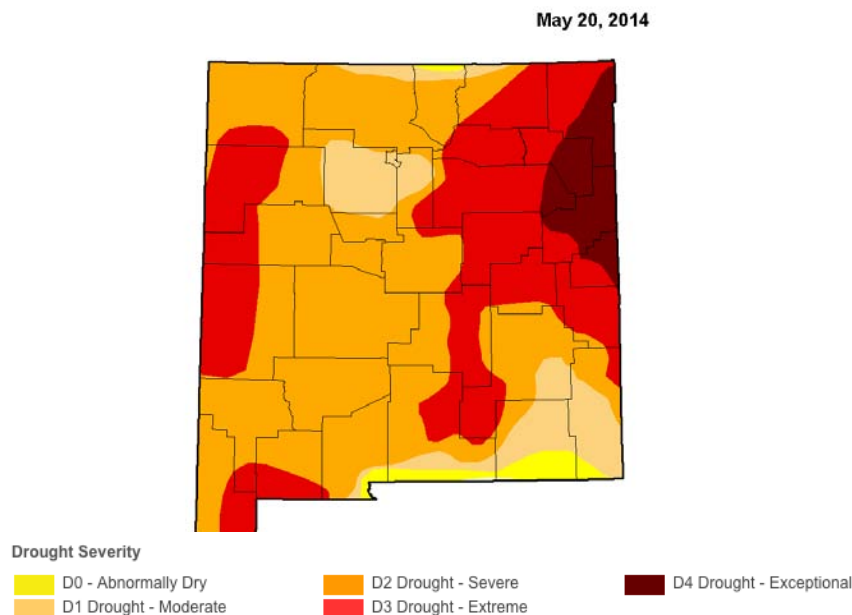 May 20, 2014
Drought Severity
D0 - Abnormally Dry
D2 Drought - Severe
D4 Drought - Exceptional
D1 Drought - Moderate
D3 Drought - Extreme